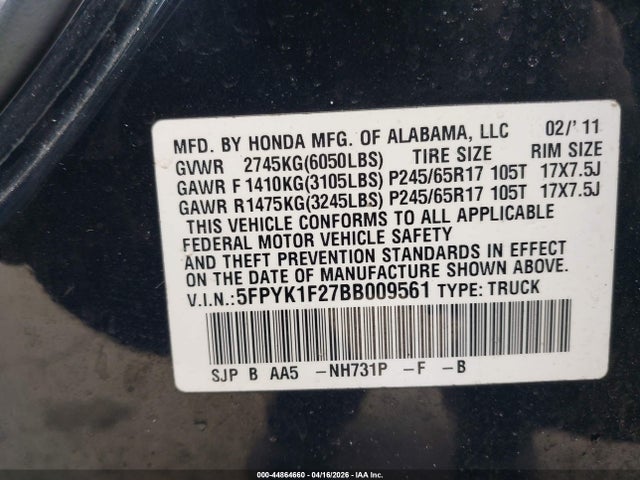 MFD. BY HONDA MFG. OF ALABAMA, LLC 02/'11
GVWR 2745KG(6050LBS) TIRE SIZE RIM SIZE
GAWR F 1410KG(3105LBS) P245/65R17 105T 17X7.5J
GAWR R 1475KG(3245LBS) P245/65R17 105T 17X7.5J
THIS VEHICLE CONFORMS TO ALL APPLICABLE
FEDERAL MOTOR VEHICLE SAFETY
AND THEFT PREVENTION STANDARDS IN EFFECT
ON THE DATE OF MANUFACTURE SHOWN ABOVE.
V.I.N.:5FPYK1F27BB009561 TYPE: TRUCK
SJP B AA5 -NH731P -F -B
000-44864660 - 04/16/2026 - IAA Inc.